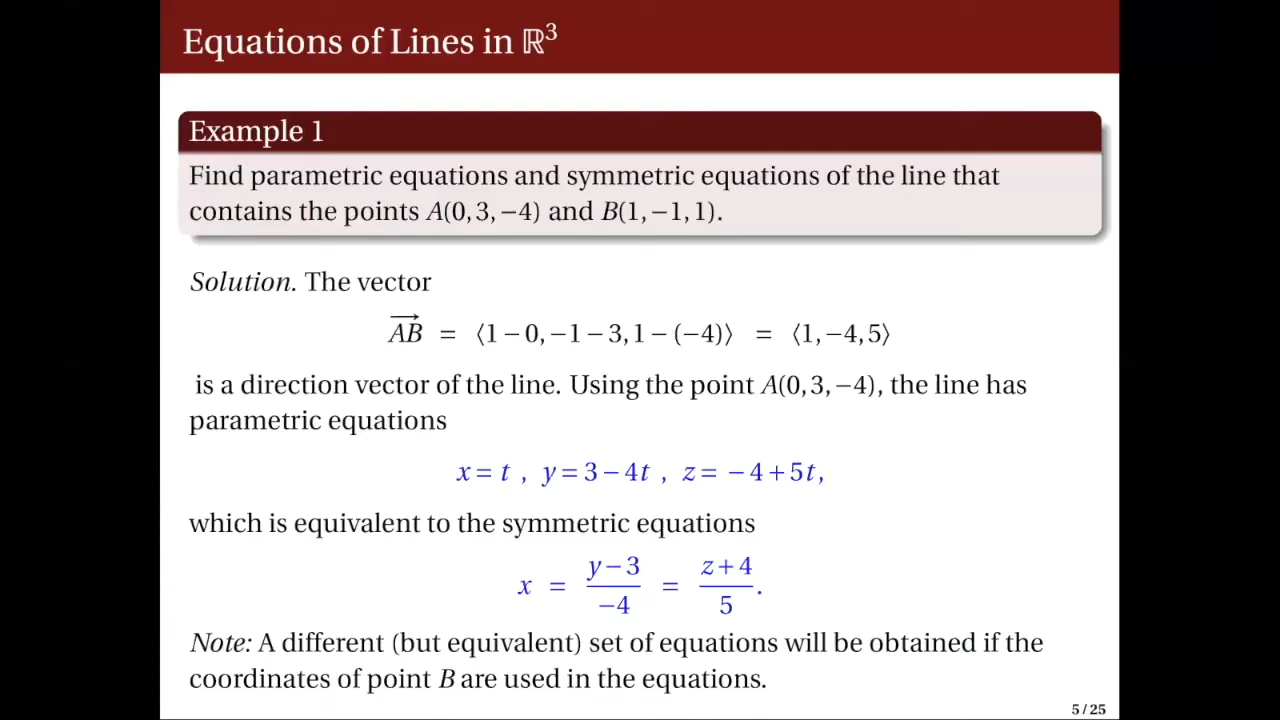 Equations of Lines in ℝ³
Example 1
Find parametric equations and symmetric equations of the line that
contains the points A(0, 3, −4) and B(1, −1, 1).
Solution. The vector
AB⃗ = ⟨1 − 0, −1 − 3, 1 − (−4)⟩ = ⟨1, −4, 5⟩
is a direction vector of the line. Using the point A(0, 3, −4), the line has
parametric equations
x = t , y = 3 − 4t , z = −4 + 5t,
which is equivalent to the symmetric equations
x = (y − 3)/−4 = (z + 4)/5.
Note: A different (but equivalent) set of equations will be obtained if the
coordinates of point B are used in the equations.
5 / 25